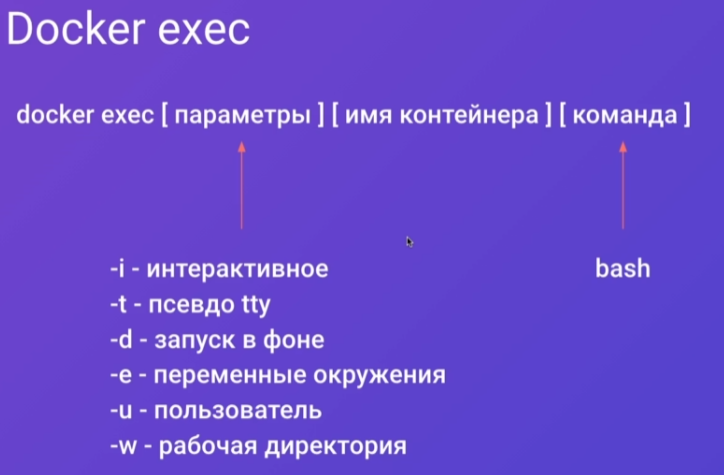 Docker exec
docker exec [ параметры ] [ имя контейнера ] [ команда ]
-i - интерактивное
bash
-t - псевдо tty
-d - запуск в фоне
-e - переменные окружения
-u - пользователь
-w - рабочая директория